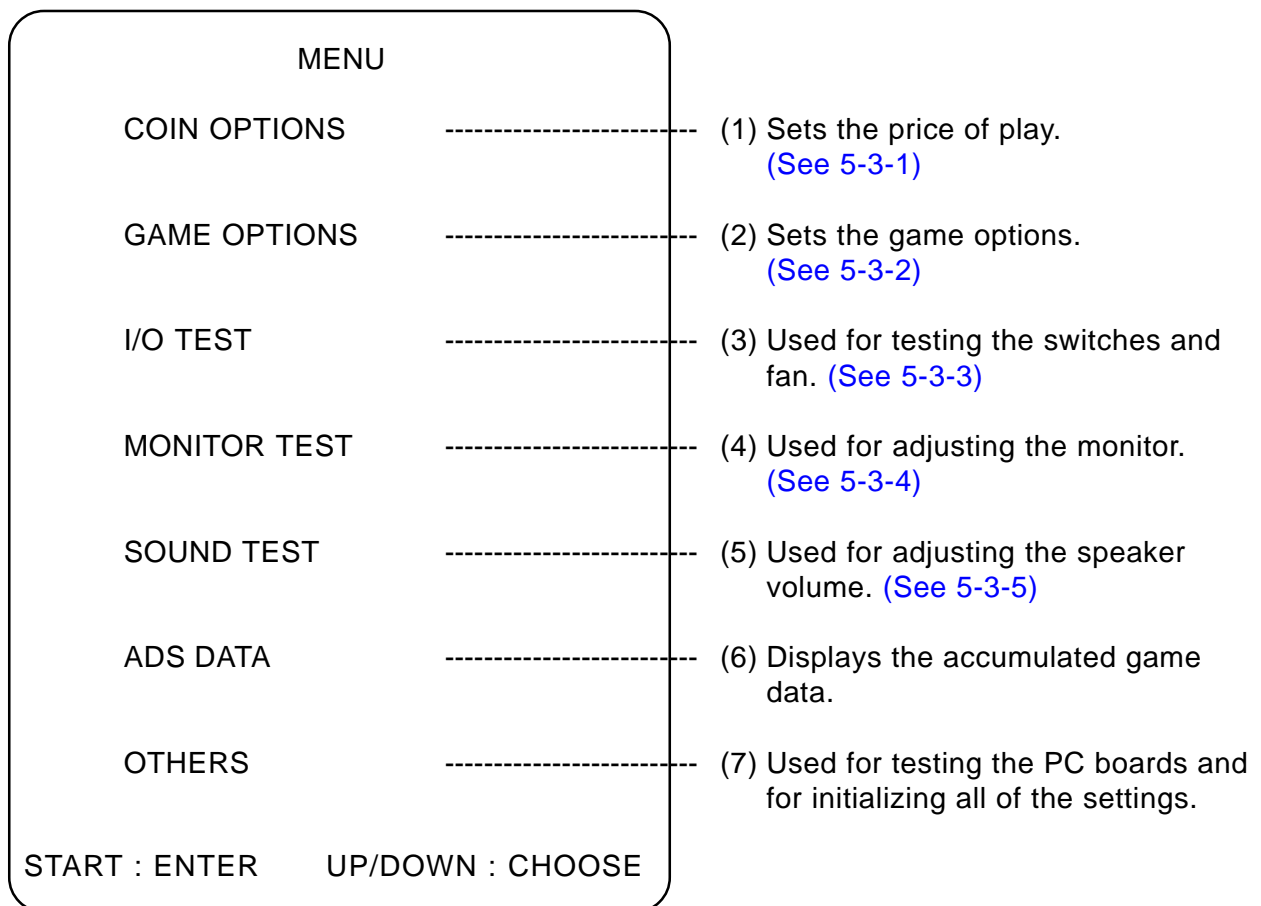 MENU
COIN OPTIONS -------------------------- (1) Sets the price of play.
(See 5-3-1)
GAME OPTIONS -------------------------- (2) Sets the game options.
(See 5-3-2)
I/O TEST -------------------------- (3) Used for testing the switches and
fan. (See 5-3-3)
MONITOR TEST -------------------------- (4) Used for adjusting the monitor.
(See 5-3-4)
SOUND TEST -------------------------- (5) Used for adjusting the speaker
volume. (See 5-3-5)
ADS DATA -------------------------- (6) Displays the accumulated game
data.
OTHERS -------------------------- (7) Used for testing the PC boards and
for initializing all of the settings.
START : ENTER UP/DOWN : CHOOSE